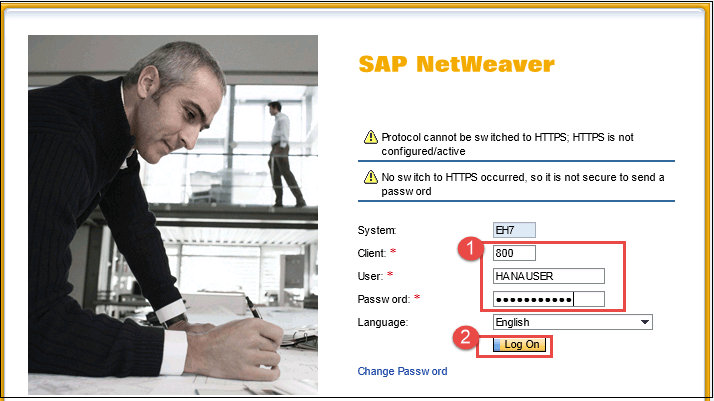 SAP NetWeaver
Protocol cannot be switched to HTTPS; HTTPS is not
configured/active
No switch to HTTPS occurred, so it is not secure to send a
password
System: EH7
1
Client: * 800
User: * HANAUSER
Password: * ●●●●●●●●●●●
Language: English
2 Log On
Change Password